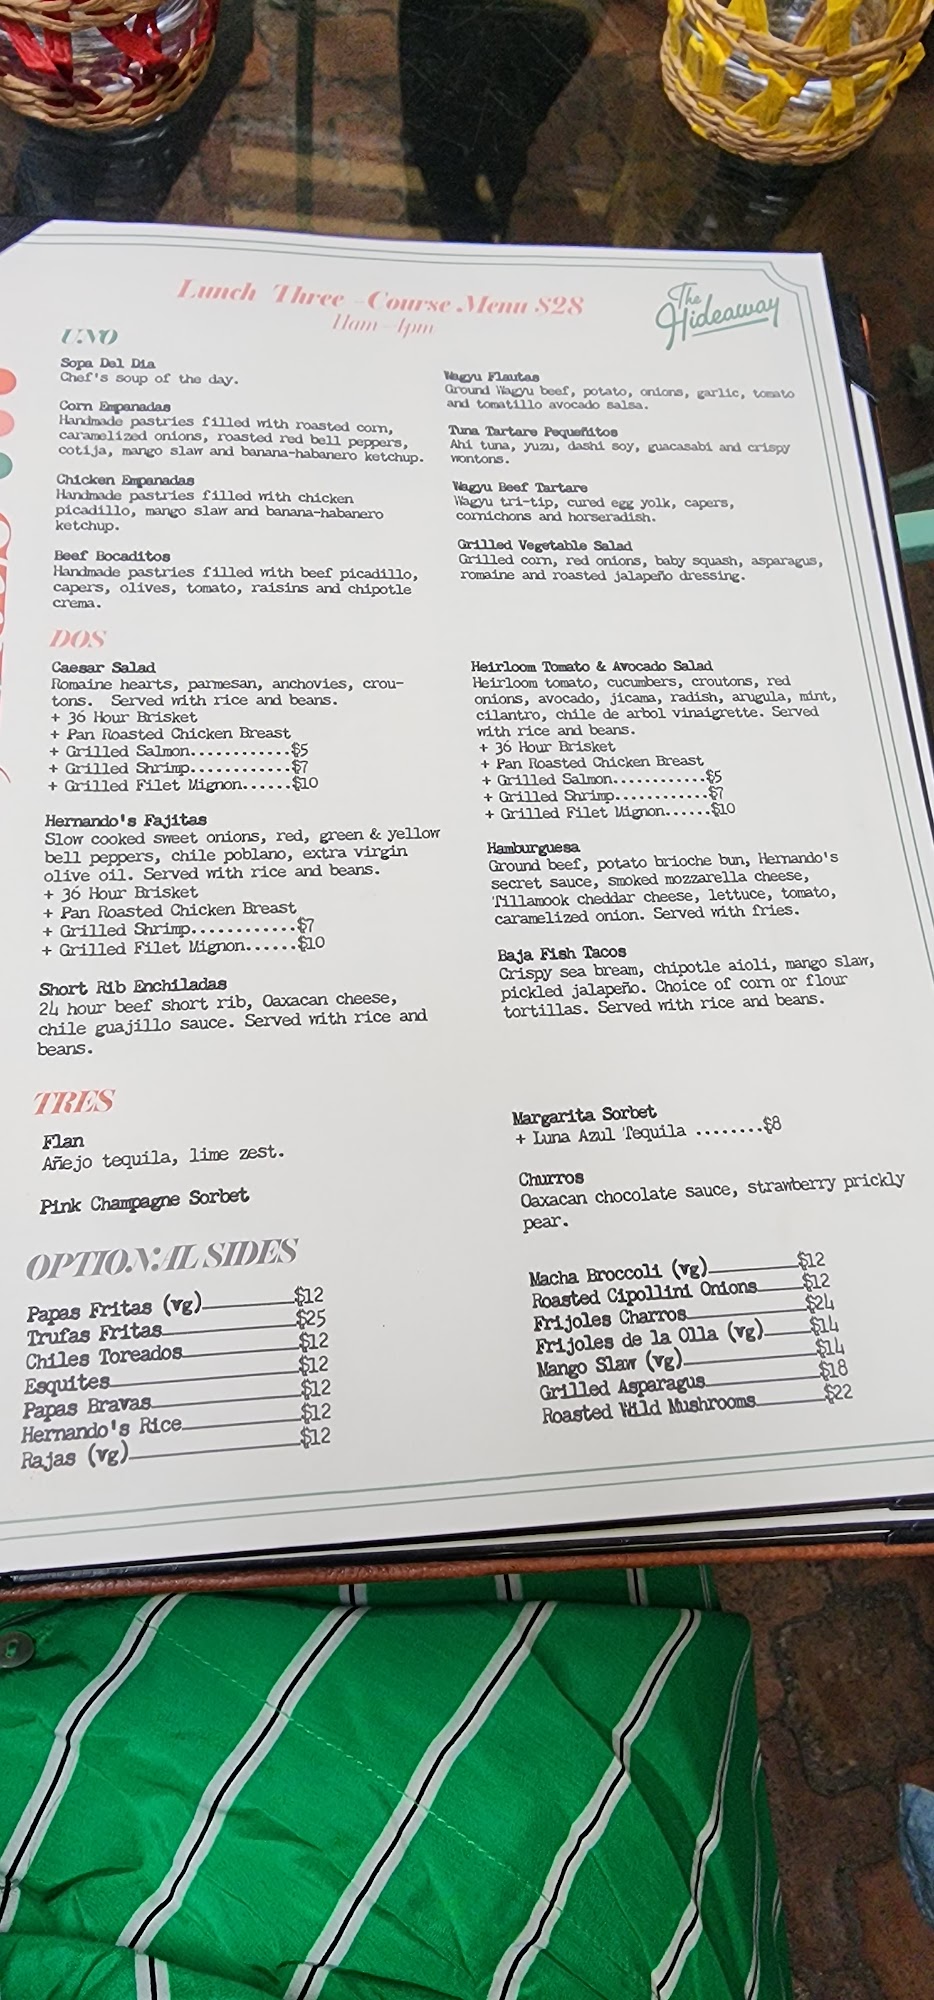 Lunch Three-Course Menu $28
11am-4pm
The
Hideaway
UNO
Sopa Del Dia
Chef's soup of the day.
Corn Empanadas
Handmade pastries filled with roasted corn,
caramelized onions, roasted red bell peppers,
cotija, mango slaw and banana-habanero ketchup.
Chicken Empanadas
Handmade pastries filled with chicken
picadillo, mango slaw and banana-habanero
ketchup.
Beef Bocaditos
Handmade pastries filled with beef picadillo,
capers, olives, tomato, raisins and chipotle
crema.
Wagyu Flautas
Ground Wagyu beef, potato, onions, garlic, tomato
and tomatillo avocado salsa.
Tuna Tartare Pequeñitos
Ahi tuna, yuzu, dashi soy, guacasabi and crispy
wontons.
Wagyu Beef Tartare
Wagyu tri-tip, cured egg yolk, capers,
cornichons and horseradish.
Grilled Vegetable Salad
Grilled corn, red onions, baby squash, asparagus,
romaine and roasted jalapeño dressing.
DOS
Caesar Salad
Romaine hearts, parmesan, anchovies, crou-
tons. Served with rice and beans.
+ 36 Hour Brisket
+ Pan Roasted Chicken Breast
+ Grilled Salmon............$5
+ Grilled Shrimp............$7
+ Grilled Filet Mignon......$10
Hernando's Fajitas
Slow cooked sweet onions, red, green & yellow
bell peppers, chile poblano, extra virgin
olive oil. Served with rice and beans.
+ 36 Hour Brisket
+ Pan Roasted Chicken Breast
+ Grilled Shrimp............$7
+ Grilled Filet Mignon......$10
Short Rib Enchiladas
24 hour beef short rib, Oaxacan cheese,
chile guajillo sauce. Served with rice and
beans.
Heirloom Tomato & Avocado Salad
Heirloom tomato, cucumbers, croutons, red
onions, avocado, jicama, radish, arugula, mint,
cilantro, chile de arbol vinaigrette. Served
with rice and beans.
+ 36 Hour Brisket
+ Pan Roasted Chicken Breast
+ Grilled Salmon............$5
+ Grilled Shrimp............$7
+ Grilled Filet Mignon......$10
Hamburguesa
Ground beef, potato brioche bun, Hernando's
secret sauce, smoked mozzarella cheese,
Tillamook cheddar cheese, lettuce, tomato,
caramelized onion. Served with fries.
Baja Fish Tacos
Crispy sea bream, chipotle aioli, mango slaw,
pickled jalapeño. Choice of corn or flour
tortillas. Served with rice and beans.
TRES
Flan
Añejo tequila, lime zest.
Pink Champagne Sorbet
Margarita Sorbet
+ Luna Azul Tequila ........$8
Churros
Oaxacan chocolate sauce, strawberry prickly
pear.
OPTIONAL SIDES
Papas Fritas (vg) $12
Trufas Fritas $25
Chiles Toreados $12
Esquites $12
Papas Bravas $12
Hernando's Rice $12
Rajas (vg) $12
Macha Broccoli (vg) $12
Roasted Cipollini Onions $12
Frijoles Charros $24
Frijoles de la Olla (vg) $14
Mango Slaw (vg) $14
Grilled Asparagus $18
Roasted Wild Mushrooms $22